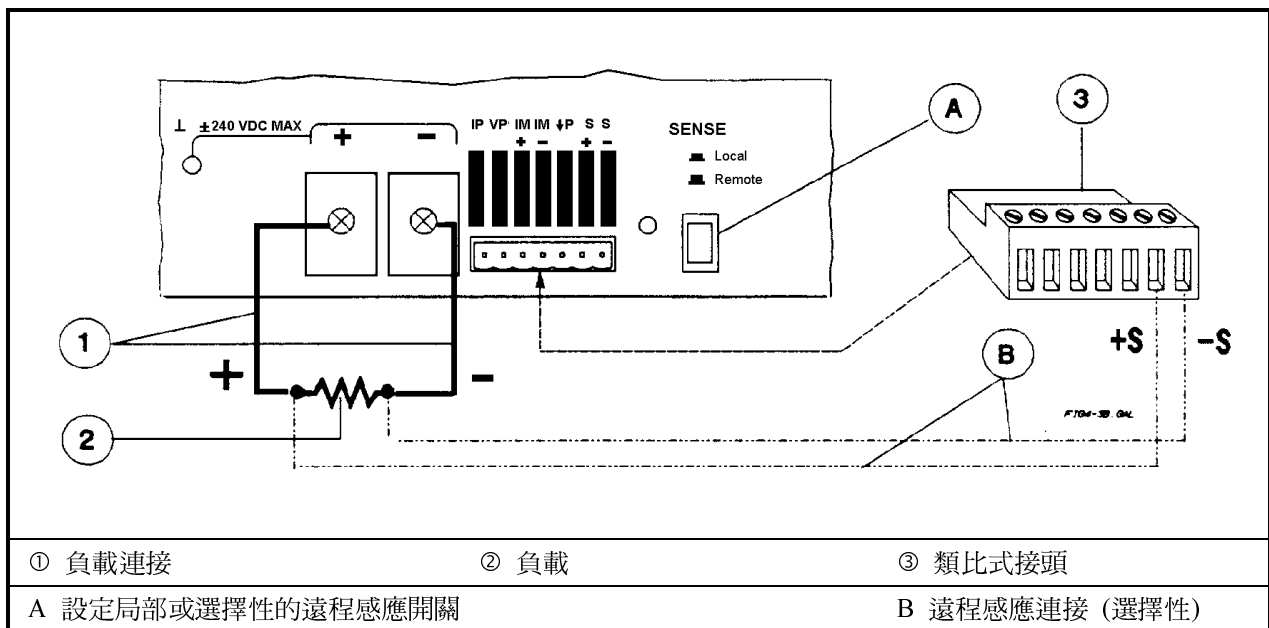 ⊥ ±240 VDC MAX
+ -
IP VP IM IM ↓P S S
+ - + -
SENSE
Local
Remote
A
3
1
+ -
2
B
+S -S
FIG4-3B.GAL
① 負載連接 ② 負載 ③ 類比式接頭
A 設定局部或選擇性的遠程感應開關 B 遠程感應連接 (選擇性)